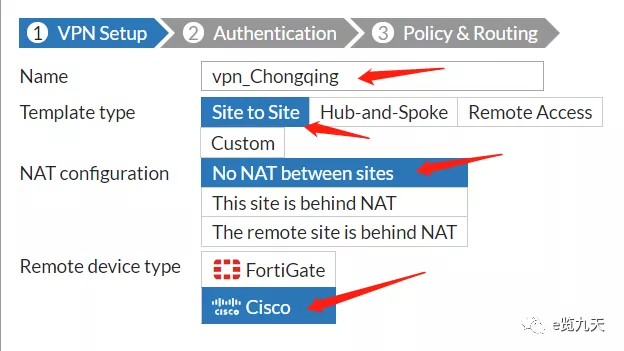 1 VPN Setup 2 Authentication 3 Policy & Routing
Name vpn_Chongqing
Template type Site to Site Hub-and-Spoke Remote Access
Custom
NAT configuration No NAT between sites
This site is behind NAT
The remote site is behind NAT
Remote device type FortiGate
CISCO Cisco
e览九天